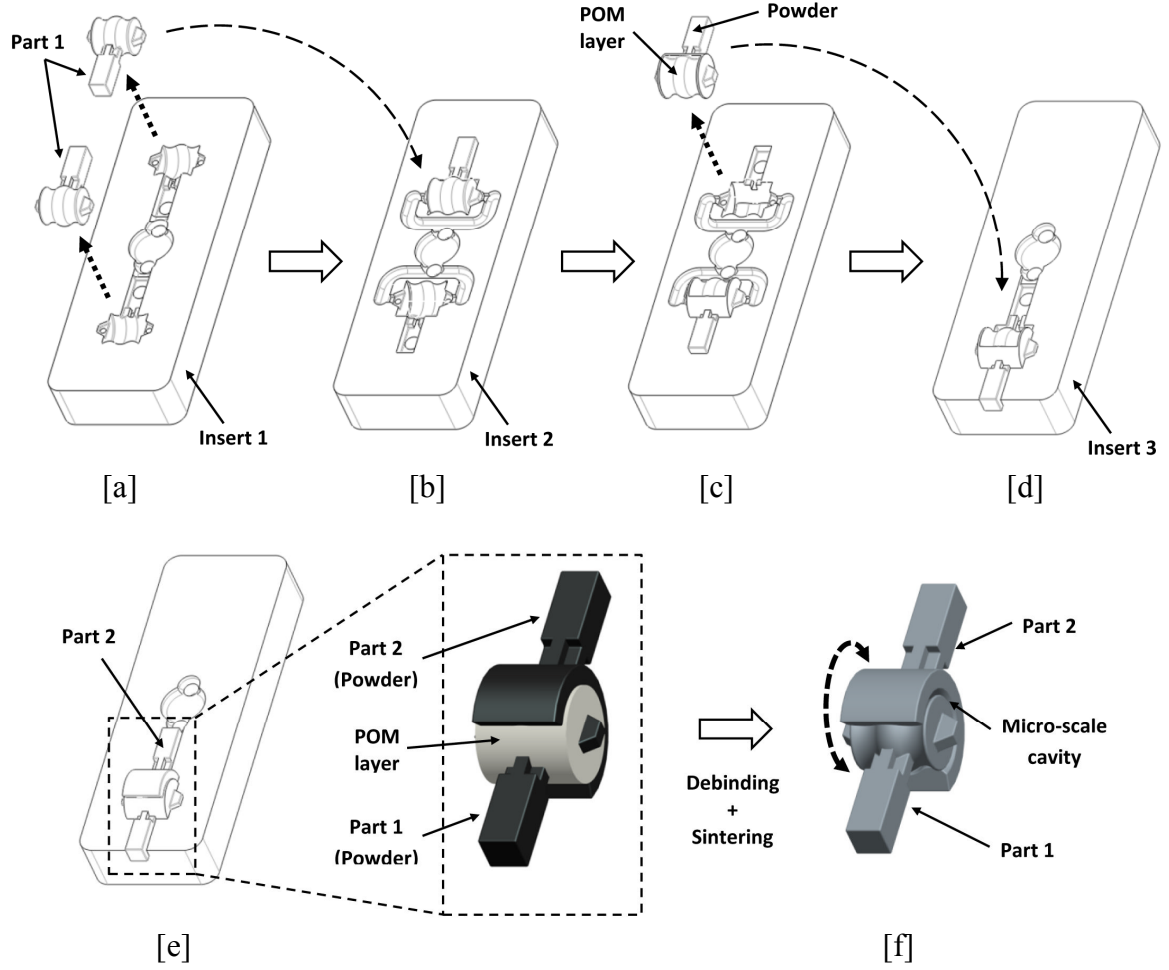 Part 1
POM
layer
Powder
Insert 1
Insert 2
Insert 3
[a]
[b]
[c]
[d]
Part 2
Part 2
(Powder)
POM
layer
Part 1
(Powder)
Debinding
+
Sintering
Part 2
Micro-scale
cavity
Part 1
[e]
[f]